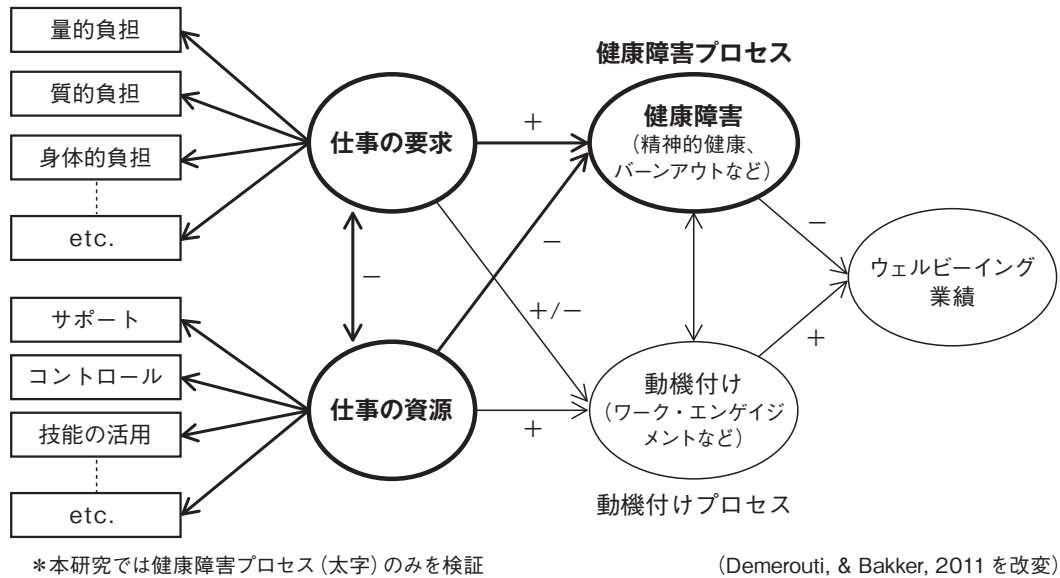 量的負担
質的負担
身体的負担
etc.
サポート
コントロール
技能の活用
etc.
仕事の要求
仕事の資源
−
+
−
+/−
+
健康障害プロセス
健康障害
(精神的健康、
バーンアウトなど)
動機付け
(ワーク・エンゲイジ
メントなど)
動機付けプロセス
−
+
ウェルビーイング
業績
*本研究では健康障害プロセス(太字)のみを検証
(Demerouti, & Bakker, 2011 を改変)